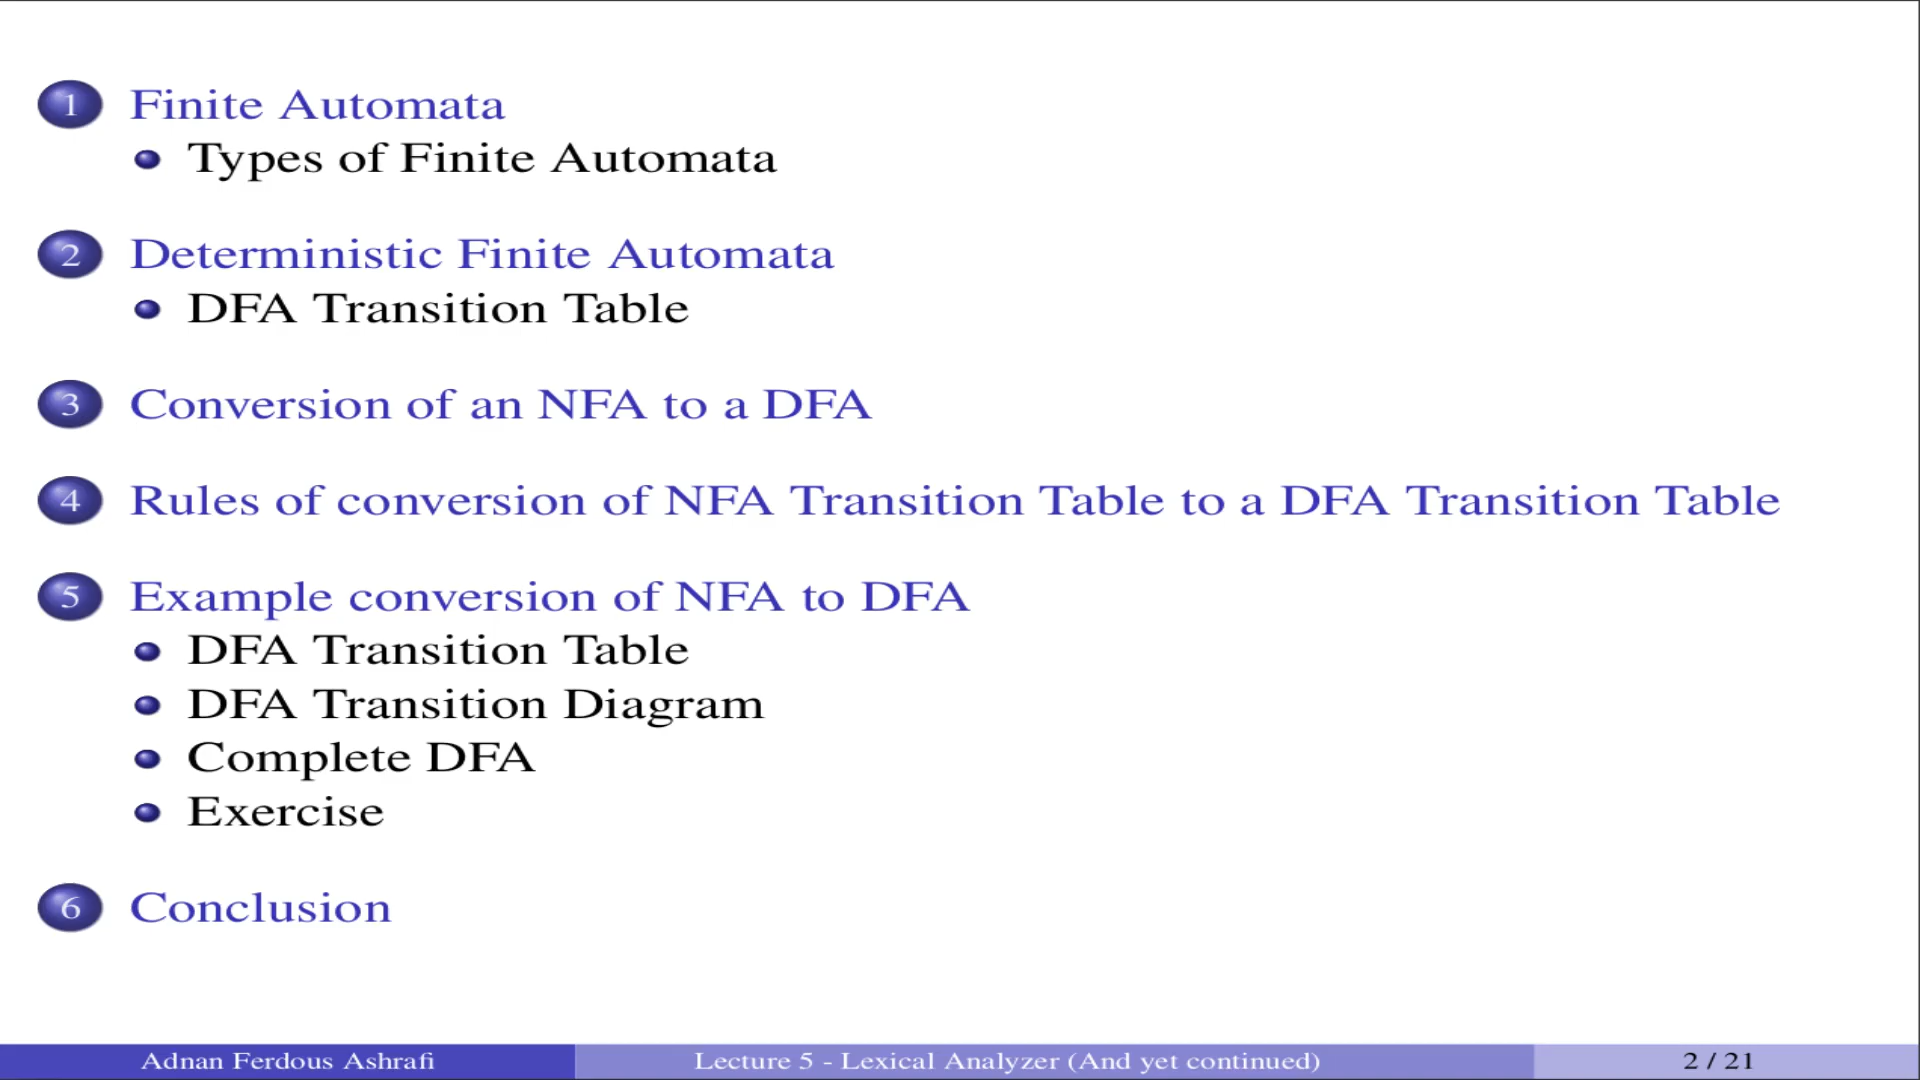 1 Finite Automata
Types of Finite Automata
2 Deterministic Finite Automata
DFA Transition Table
3 Conversion of an NFA to a DFA
4 Rules of conversion of NFA Transition Table to a DFA Transition Table
5 Example conversion of NFA to DFA
DFA Transition Table
DFA Transition Diagram
Complete DFA
Exercise
6 Conclusion
Adnan Ferdous Ashrafi Lecture 5 - Lexical Analyzer (And yet continued) 2 / 21